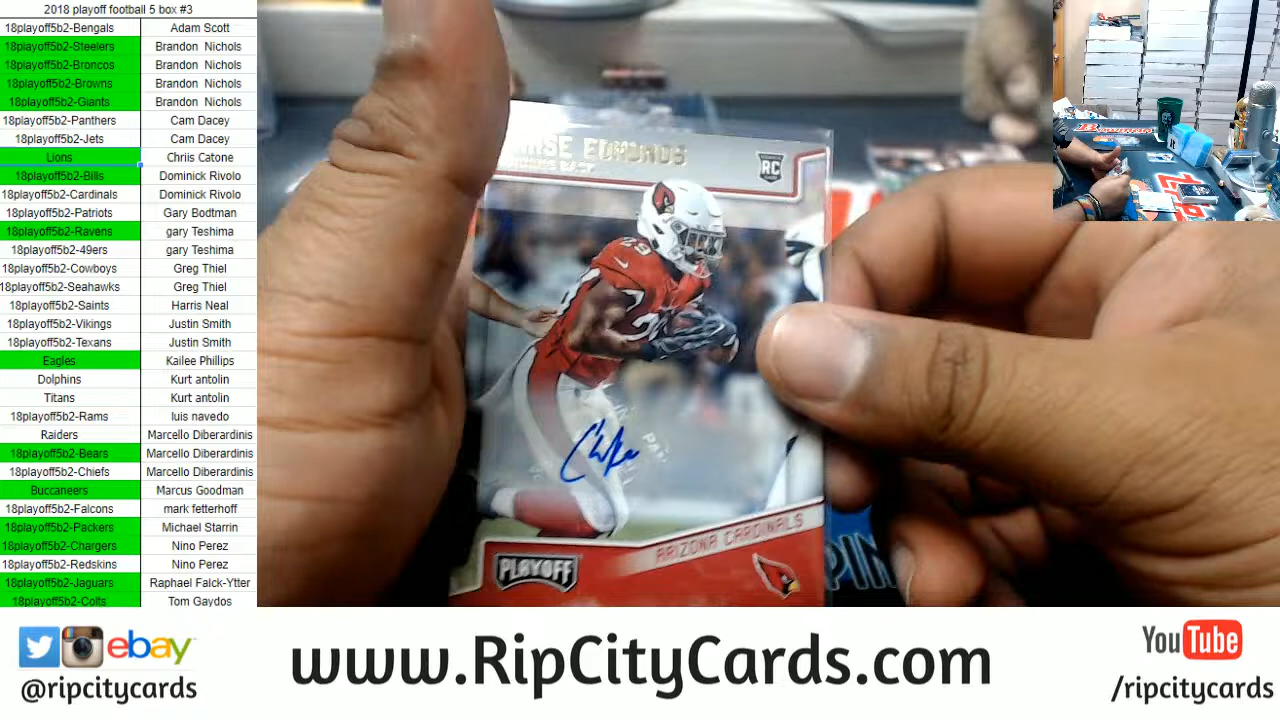 2018 playoff football 5 box #3
18playoff5b2-Bengals Adam Scott
18playoff5b2-Steelers Brandon Nichols
18playoff5b2-Broncos Brandon Nichols
18playoff5b2-Browns Brandon Nichols
18playoff5b2-Giants Brandon Nichols
18playoff5b2-Panthers Cam Dacey
18playoff5b2-Jets Cam Dacey
Lions Chriis Catone
18playoff5b2-Bills Dominick Rivolo
18playoff5b2-Cardinals Dominick Rivolo
18playoff5b2-Patriots Gary Bodtman
18playoff5b2-Ravens gary Teshima
18playoff5b2-49ers gary Teshima
18playoff5b2-Cowboys Greg Thiel
18playoff5b2-Seahawks Greg Thiel
18playoff5b2-Saints Harris Neal
18playoff5b2-Vikings Justin Smith
18playoff5b2-Texans Justin Smith
Eagles Kailee Phillips
Dolphins Kurt antolin
Titans Kurt antolin
18playoff5b2-Rams luis navedo
Raiders Marcello Diberardinis
18playoff5b2-Bears Marcello Diberardinis
18playoff5b2-Chiefs Marcello Diberardinis
Buccaneers Marcus Goodman
18playoff5b2-Falcons mark fetterhoff
18playoff5b2-Packers Michael Starrin
18playoff5b2-Chargers Nino Perez
18playoff5b2-Redskins Nino Perez
18playoff5b2-Jaguars Raphael Falck-Ytter
18playoff5b2-Colts Tom Gaydos
EDMONDS
RC
29
ARIZONA CARDINALS
PLAYOFF
ebay
@ripcitycards
www.RipCityCards.com
YouTube
/ripcitycards